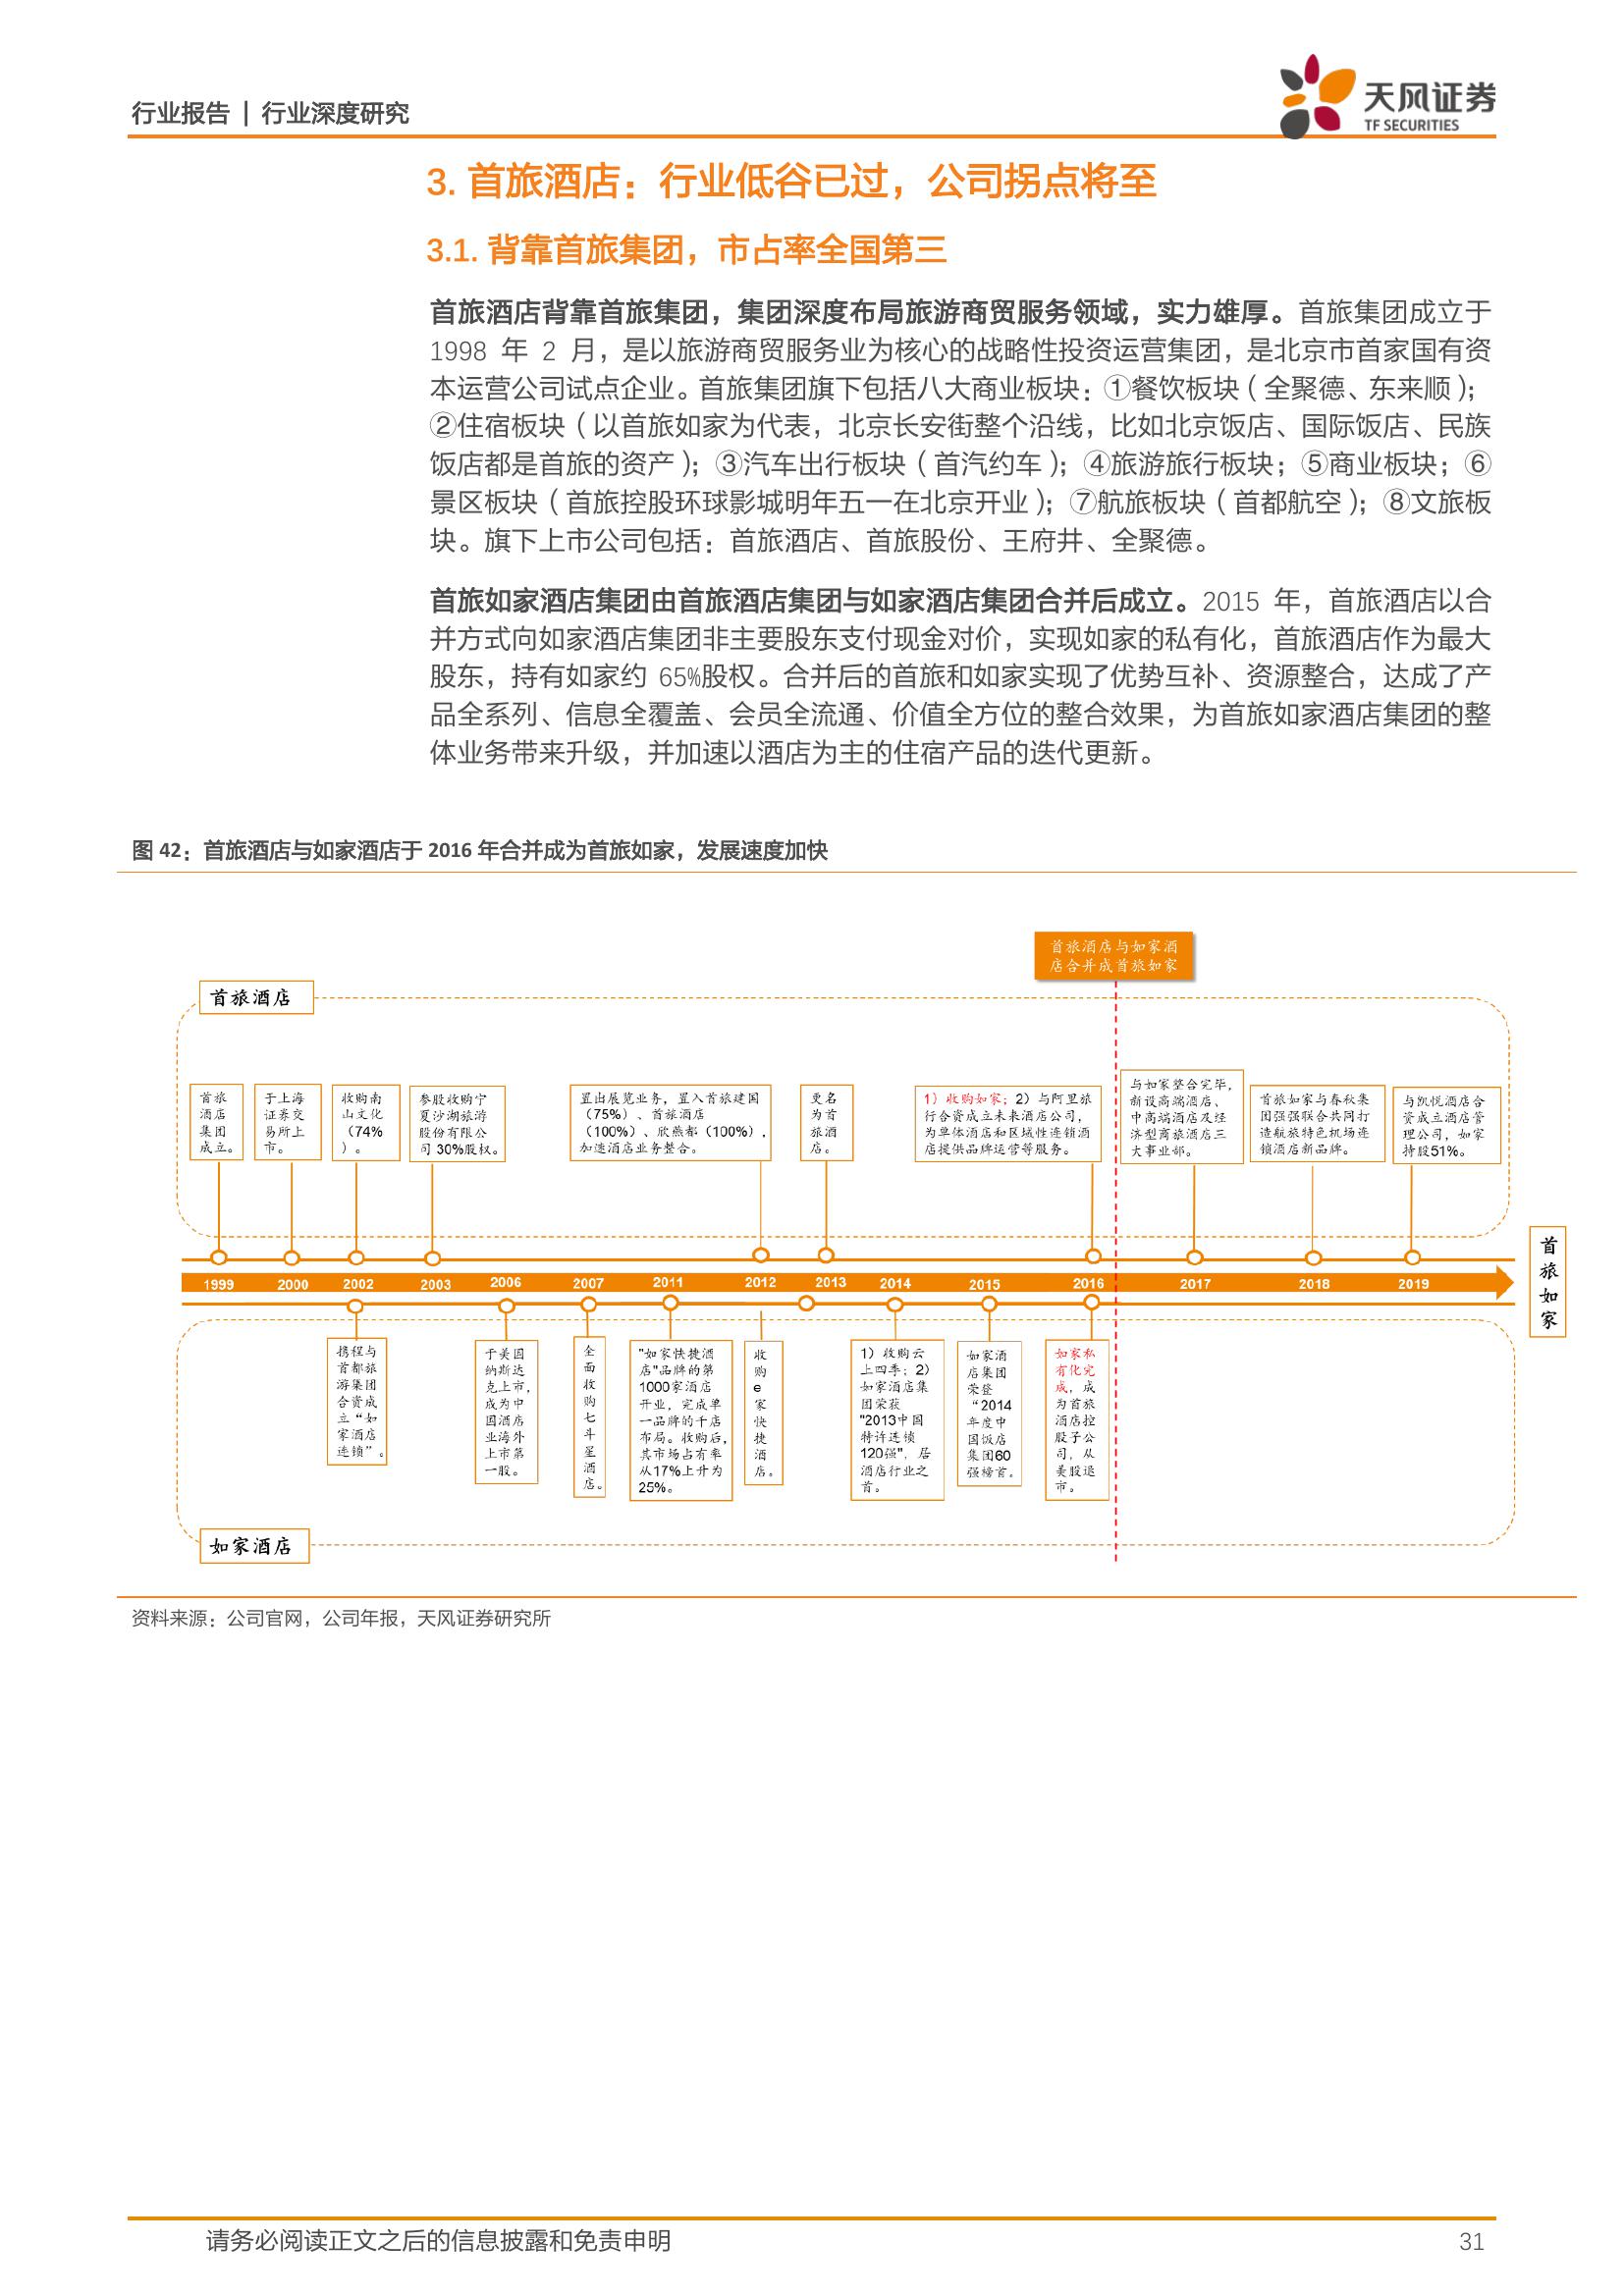 行业报告 | 行业深度研究
天风证券
TF SECURITIES
3. 首旅酒店：行业低谷已过，公司拐点将至
3.1. 背靠首旅集团，市占率全国第三
首旅酒店背靠首旅集团，集团深度布局旅游商贸服务领域，实力雄厚。首旅集团成立于
1998 年 2 月，是以旅游商贸服务业为核心的战略性投资运营集团，是北京市首家国有资
本运营公司试点企业。首旅集团旗下包括八大商业板块：①餐饮板块（全聚德、东来顺）；
②住宿板块（以首旅如家为代表，北京长安街整个沿线，比如北京饭店、国际饭店、民族
饭店都是首旅的资产）；③汽车出行板块（首汽约车）；④旅游旅行板块；⑤商业板块；⑥
景区板块（首旅控股环球影城明年五一在北京开业）；⑦航旅板块（首都航空）；⑧文旅板
块。旗下上市公司包括：首旅酒店、首旅股份、王府井、全聚德。
首旅如家酒店集团由首旅酒店集团与如家酒店集团合并后成立。2015 年，首旅酒店以合
并方式向如家酒店集团非主要股东支付现金对价，实现如家的私有化，首旅酒店作为最大
股东，持有如家约 65%股权。合并后的首旅和如家实现了优势互补、资源整合，达成了产
品全系列、信息全覆盖、会员全流通、价值全方位的整合效果，为首旅如家酒店集团的整
体业务带来升级，并加速以酒店为主的住宿产品的迭代更新。
图 42：首旅酒店与如家酒店于 2016 年合并成为首旅如家，发展速度加快
首旅酒店与如家酒
店合并成首旅如家
首旅酒店
首旅
酒店
集团
成立。
于上海
证券交
易所上
市。
收购南
山文化
（74%
）。
参股收购宁
夏沙湖旅游
股份有限公
司 30%股权。
置出展览业务，置入首旅建国
（75%）、首旅酒店
（100%）、欣燕都（100%），
加速酒店业务整合。
更名
为首
旅酒
店。
1）收购如家；2）与阿里旅
行合资成立未来酒店公司，
为单体酒店和区域性连锁酒
店提供品牌运营等服务。
与如家整合完毕，
新设高端酒店、
中高端酒店及经
济型商旅酒店三
大事业部。
首旅如家与春秋集
团强强联合共同打
造航旅特色机场连
锁酒店新品牌。
与凯悦酒店合
资成立酒店管
理公司，如家
持股51%。
1999 2000 2002 2003 2006 2007 2011 2012 2013 2014 2015 2016 2017 2018 2019
首
旅
如
家
携程与
首都旅
游集团
合资成
立“如
家酒店
连锁”。
于美国
纳斯达
克上市，
成为中
国酒店
业海外
上市第
一股。
全
面
收
购
七
斗
星
酒
店。
"如家快捷酒
店"品牌的第
1000家酒店
开业，完成单
一品牌的千店
布局。收购后，
其市场占有率
从17%上升为
25%。
收
购
e
家
快
捷
酒
店。
1）收购云
上四季；2）
如家酒店集
团荣获
"2013中国
特许连锁
120强"，居
酒店行业之
首。
如家酒
店集团
荣登
“2014
年度中
国饭店
集团60
强榜首。
如家私
有化完
成，成
为首旅
酒店控
股子公
司，从
美股退
市。
如家酒店
资料来源：公司官网，公司年报，天风证券研究所
请务必阅读正文之后的信息披露和免责申明
31